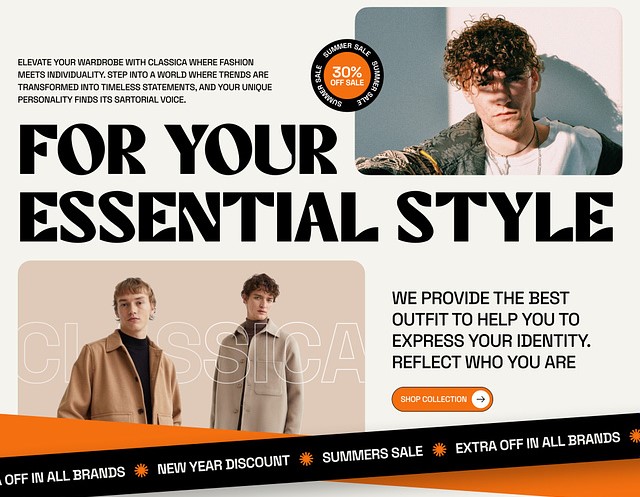 ELEVATE YOUR WARDROBE WITH CLASSICA WHERE FASHION
MEETS INDIVIDUALITY. STEP INTO A WORLD WHERE TRENDS ARE
TRANSFORMED INTO TIMELESS STATEMENTS, AND YOUR UNIQUE
PERSONALITY FINDS ITS SARTORIAL VOICE.
SUMMER SALE SUMMER SALE SUMMER SALE SUMMER SALE
30%
OFF SALE
FOR YOUR
ESSENTIAL STYLE
CLASSICA
WE PROVIDE THE BEST
OUTFIT TO HELP YOU TO
EXPRESS YOUR IDENTITY.
REFLECT WHO YOU ARE
SHOP COLLECTION
OFF IN ALL BRANDS NEW YEAR DISCOUNT SUMMERS SALE EXTRA OFF IN ALL BRANDS